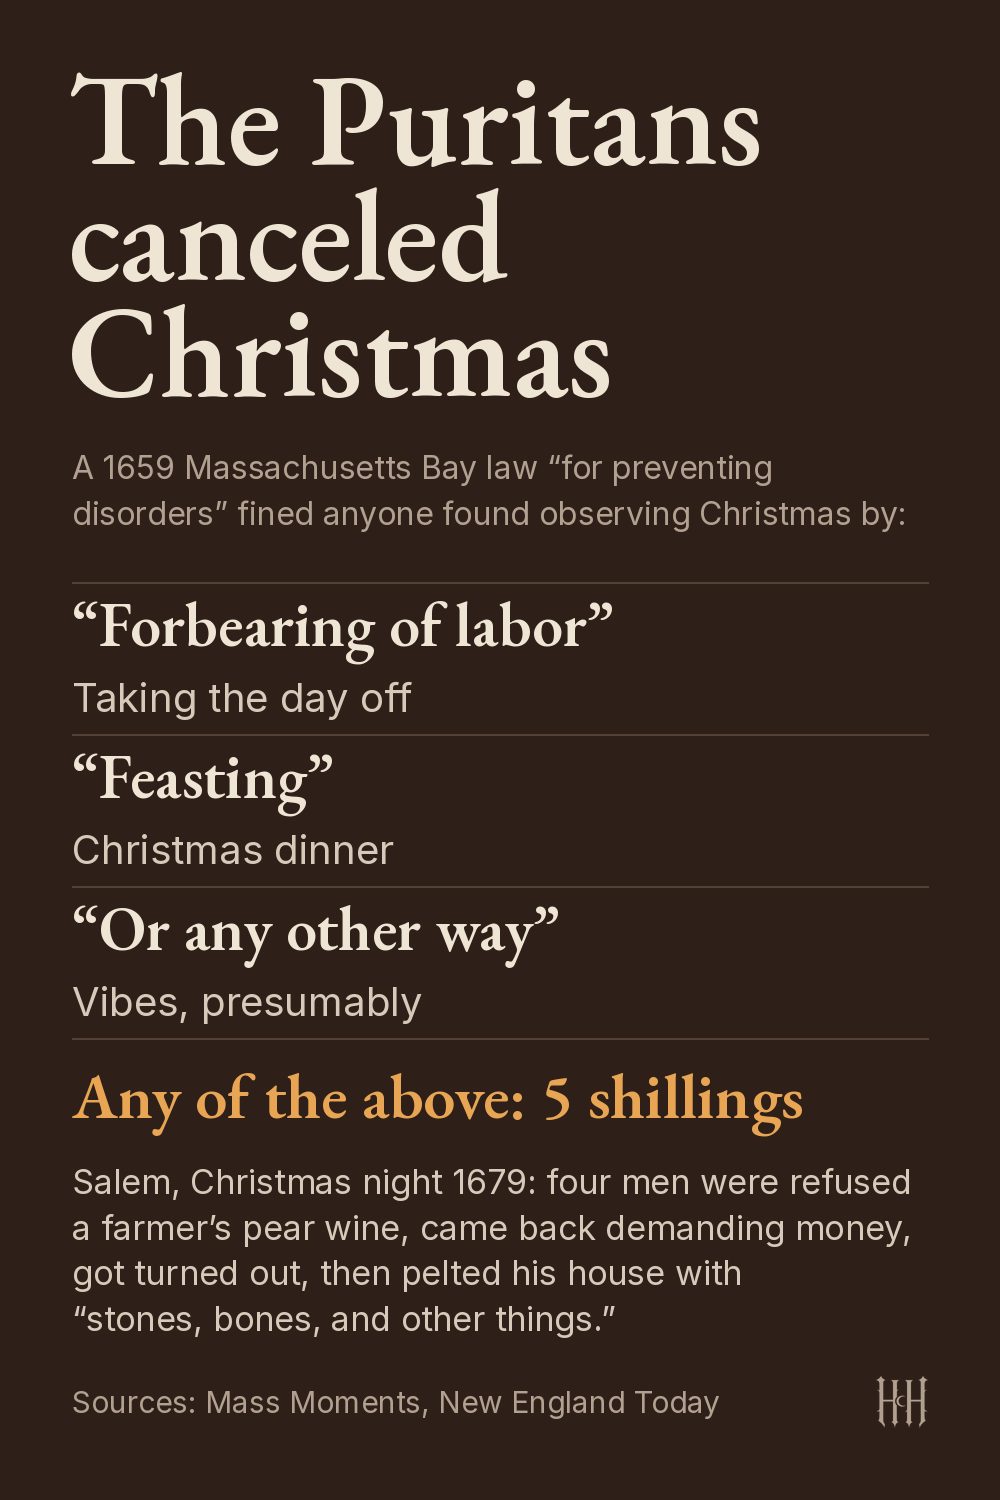 The Puritans
canceled
Christmas
A 1659 Massachusetts Bay law “for preventing
disorders” fined anyone found observing Christmas by:
“Forbearing of labor”
Taking the day off
“Feasting”
Christmas dinner
“Or any other way”
Vibes, presumably
Any of the above: 5 shillings
Salem, Christmas night 1679: four men were refused
a farmer’s pear wine, came back demanding money,
got turned out, then pelted his house with
“stones, bones, and other things.”
Sources: Mass Moments, New England Today
HCH